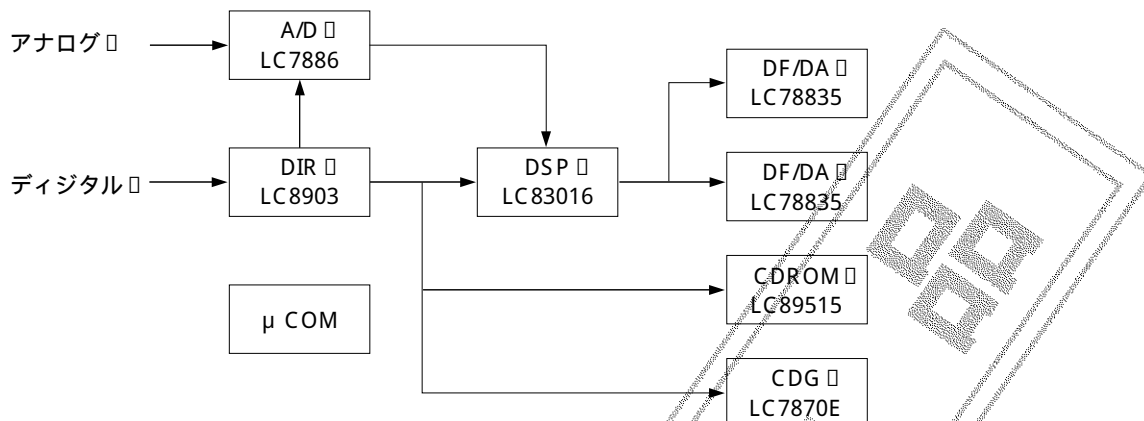 アナログ
A/D
LC7886
DF/DA
LC78835
ディジタル
DIR
LC8903
DSP
LC83016
DF/DA
LC78835
CDROM
LC89515
μ COM
CDG
LC7870E